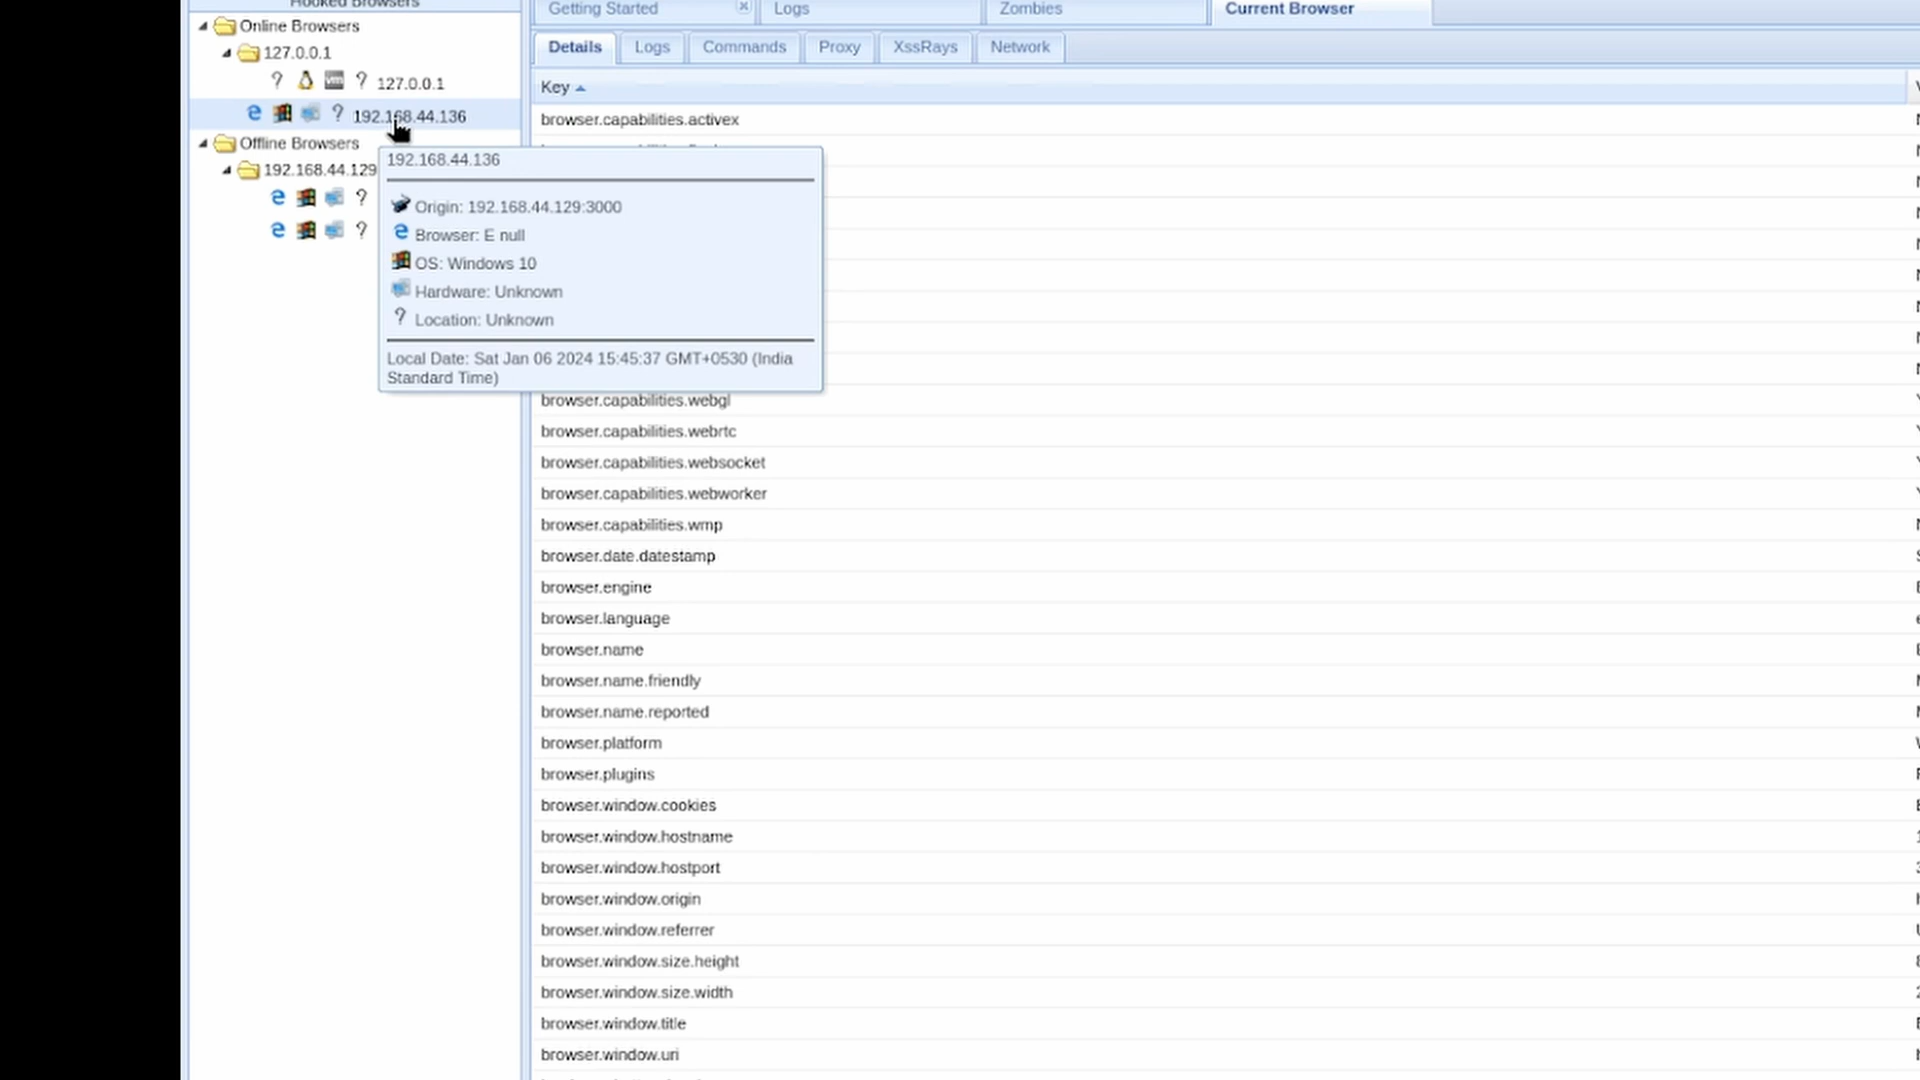 Hooked Browsers
Getting Started
Logs
Zombies
Current Browser
Online Browsers
127.0.0.1
127.0.0.1
192.168.44.136
Offline Browsers
192.168.44.129
Details
Logs
Commands
Proxy
XssRays
Network
Key
browser.capabilities.activex
192.168.44.136
Origin: 192.168.44.129:3000
Browser: E null
OS: Windows 10
Hardware: Unknown
Location: Unknown
Local Date: Sat Jan 06 2024 15:45:37 GMT+0530 (India
Standard Time)
browser.capabilities.webgl
browser.capabilities.webrtc
browser.capabilities.websocket
browser.capabilities.webworker
browser.capabilities.wmp
browser.date.datestamp
browser.engine
browser.language
browser.name
browser.name.friendly
browser.name.reported
browser.platform
browser.plugins
browser.window.cookies
browser.window.hostname
browser.window.hostport
browser.window.origin
browser.window.referrer
browser.window.size.height
browser.window.size.width
browser.window.title
browser.window.uri